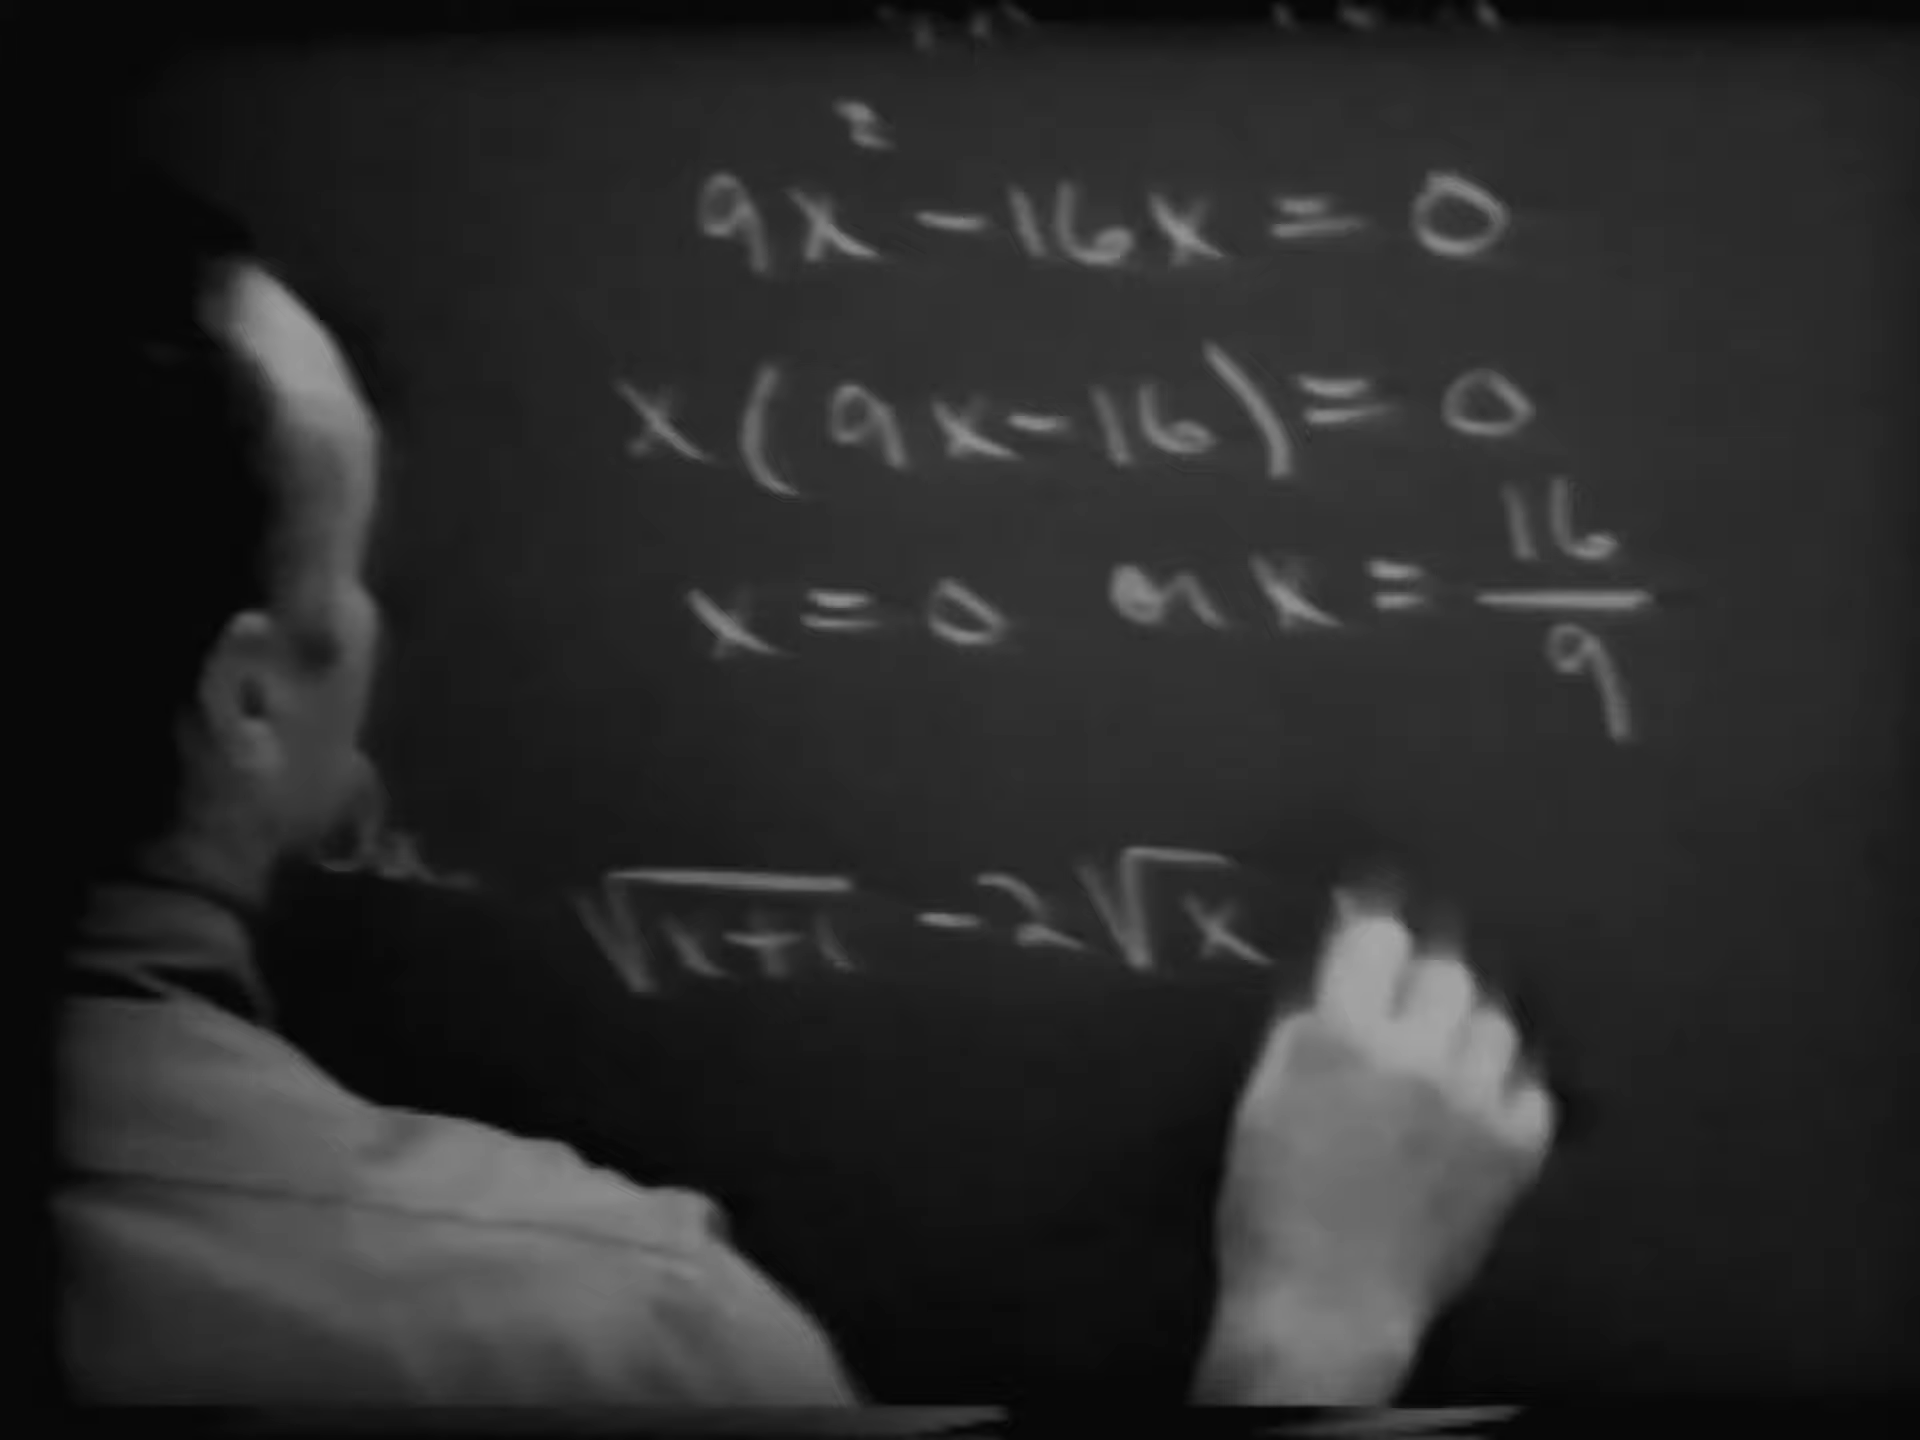 9x² - 16x = 0
x(9x - 16) = 0
x = 0 or x = 16/9
√(x+1) - 2√x